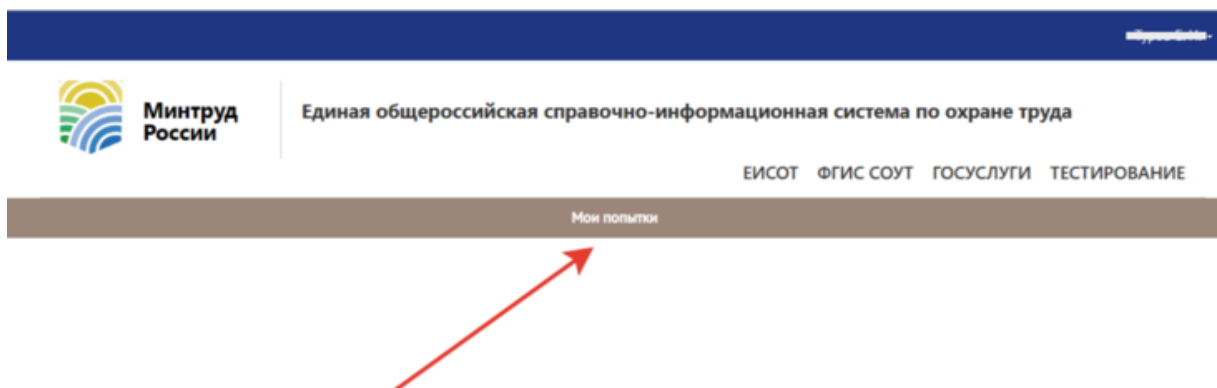 Минтруд
России
Единая общероссийская справочно-информационная система по охране труда
ЕИСОТ ФГИС СОУТ ГОСУСЛУГИ ТЕСТИРОВАНИЕ
Мои попытки